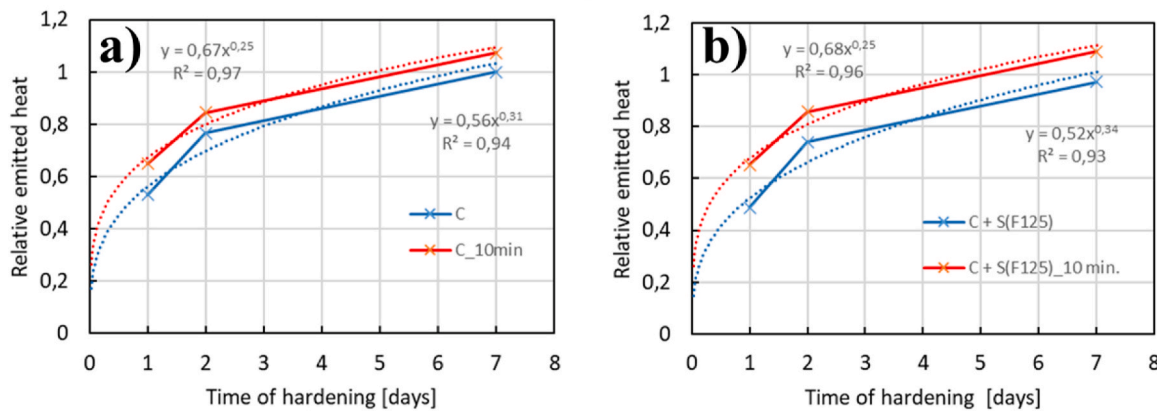 a)
y = 0,67x^0,25
R² = 0,97
y = 0,56x^0,31
R² = 0,94
C
C_10min
Relative emitted heat
1,2
1
0,8
0,6
0,4
0,2
0
0 1 2 3 4 5 6 7 8
Time of hardening [days]
b)
y = 0,68x^0,25
R² = 0,96
y = 0,52x^0,34
R² = 0,93
C + S(F125)
C + S(F125)_10 min.
Relative emitted heat
1,2
1
0,8
0,6
0,4
0,2
0
0 1 2 3 4 5 6 7 8
Time of hardening [days]